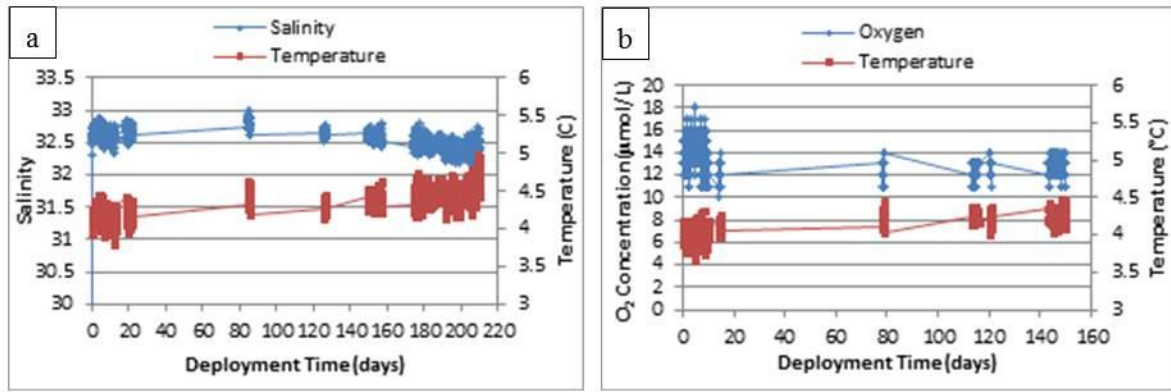 a
Salinity
Temperature
33.5
33
32.5
32
31.5
31
30.5
30
Salinity
6
5.5
5
4.5
4
3.5
3
Temperature (C)
0 20 40 60 80 100 120 140 160 180 200 220
Deployment Time (days)
b
Oxygen
Temperature
20
18
16
14
12
10
8
6
4
2
0
O₂ Concentration (μmol/L)
6
5.5
5
4.5
4
3.5
3
Temperature (°C)
0 20 40 60 80 100 120 140 160
Deployment Time (days)